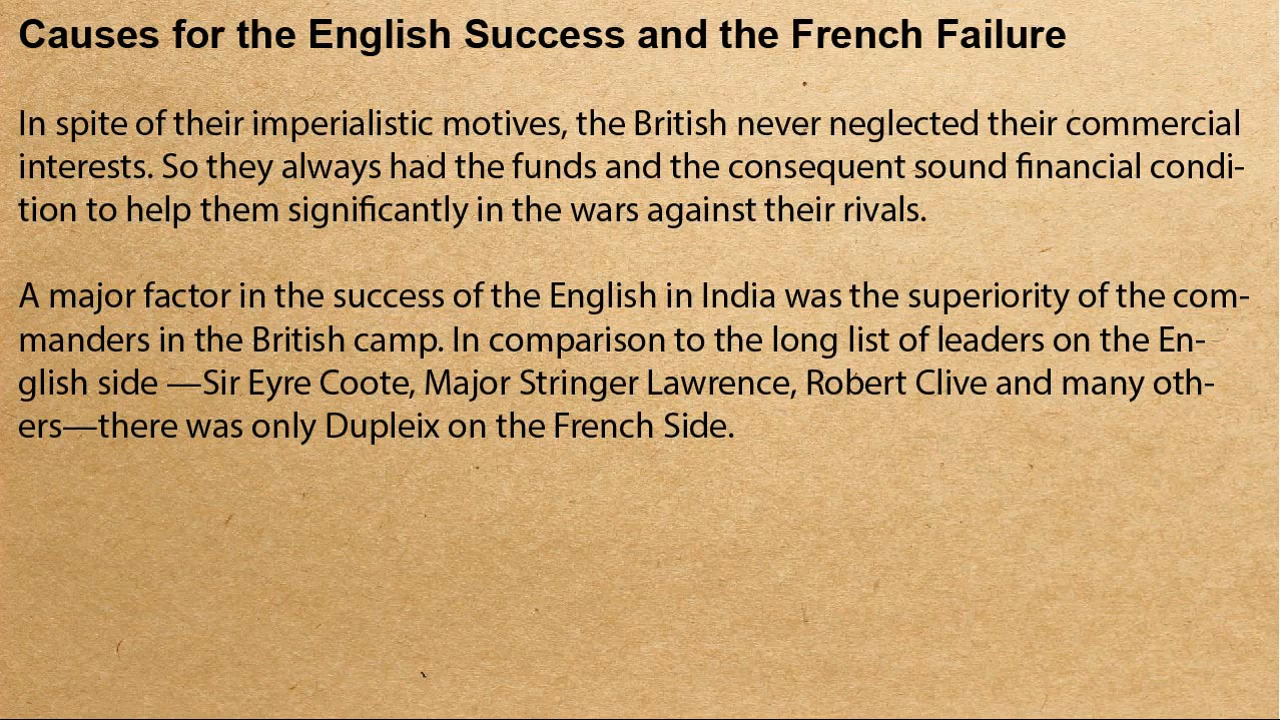 Causes for the English Success and the French Failure
In spite of their imperialistic motives, the British never neglected their commercial
interests. So they always had the funds and the consequent sound financial condi-
tion to help them significantly in the wars against their rivals.
A major factor in the success of the English in India was the superiority of the com-
manders in the British camp. In comparison to the long list of leaders on the En-
glish side —Sir Eyre Coote, Major Stringer Lawrence, Robert Clive and many oth-
ers—there was only Dupleix on the French Side.